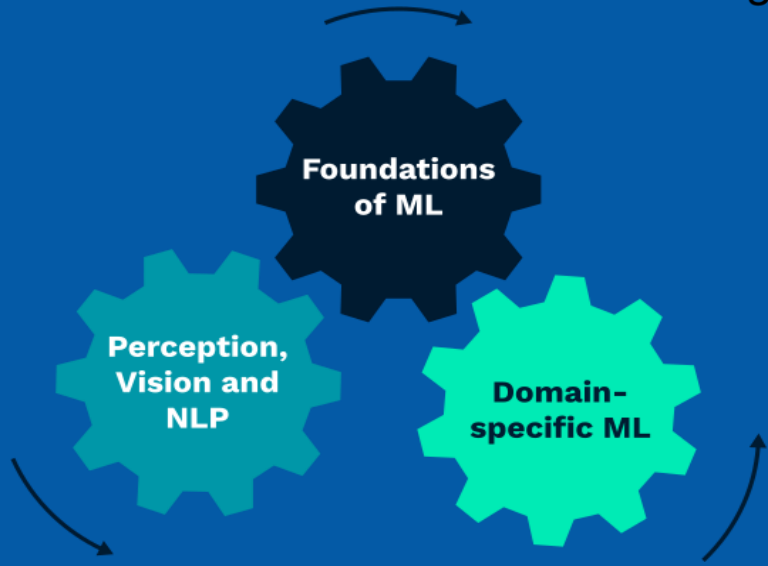 Foundations
of ML
Perception,
Vision and
NLP
Domain-
specific ML